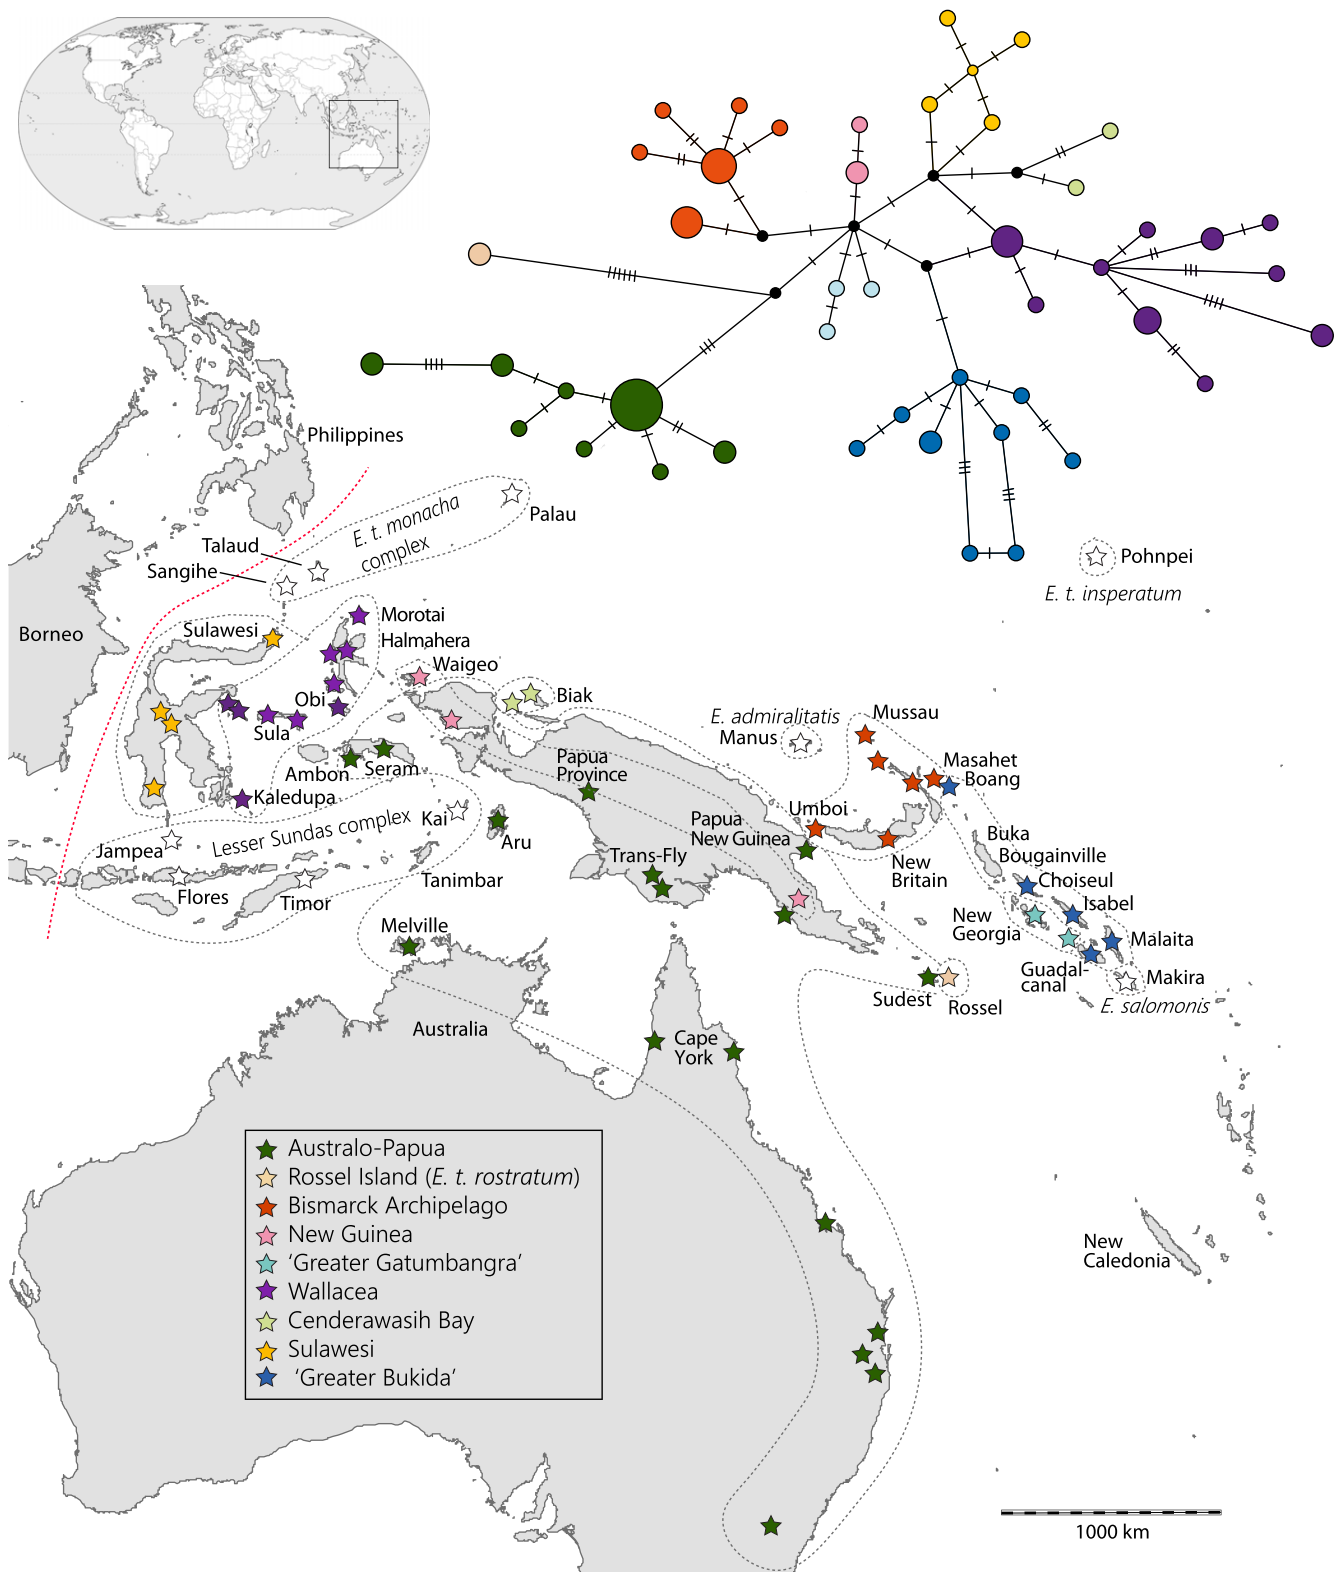 Philippines
E. t. monacha
complex
Palau
Talaud
Sangihe
Pohnpei
E. t. insperatum
Borneo
Sulawesi
Morotai
Halmahera
Waigeo
Obi
Sula
Biak
E. admiralitatis
Manus
Mussau
Masahet
Boang
Ambon
Seram
Papua
Province
Kaledupa
Umboi
Papua
New Guinea
Kai
Lesser Sundas complex
Jampea
Aru
Trans-Fly
New
Britain
Buka
Bougainville
Choiseul
Isabel
Flores
Timor
Tanimbar
Melville
New
Georgia
Malaita
Guadal-
canal
Makira
E. salomonis
Sudest
Rossel
Australia
Cape
York
Australo-Papua
Rossel Island (E. t. rostratum)
Bismarck Archipelago
New Guinea
‘Greater Gatumbangra’
Wallacea
Cenderawasih Bay
Sulawesi
‘Greater Bukida’
New
Caledonia
1000 km